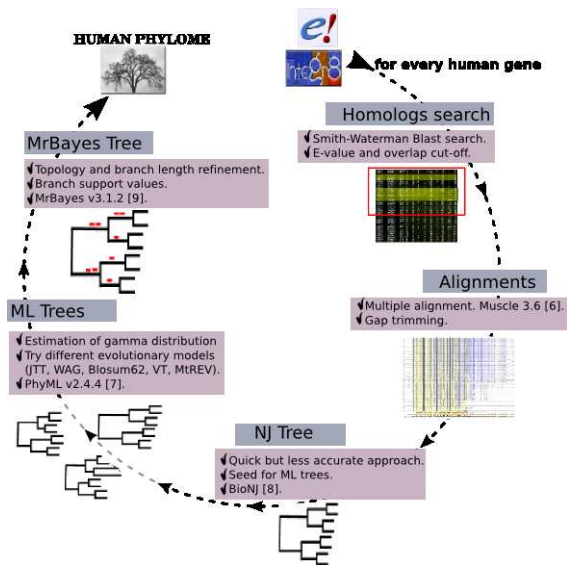 HUMAN PHYLOME
e!
Integr8
for every human gene
Homologs search
Smith-Waterman Blast search.
E-value and overlap cut-off.
MrBayes Tree
Topology and branch length refinement.
Branch support values.
MrBayes v3.1.2 [9].
Alignments
Multiple alignment. Muscle 3.6 [6].
Gap trimming.
ML Trees
Estimation of gamma distribution
Try different evolutionary models
(JTT, WAG, Blosum62, VT, MtREV).
PhyML v2.4.4 [7].
NJ Tree
Quick but less accurate approach.
Seed for ML trees.
BioNJ [8].